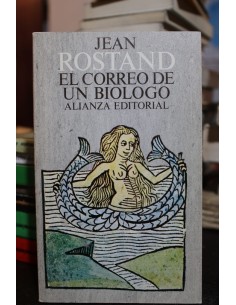 JEAN
ROSTAND
EL CORREO DE
UN BIOLOGO
ALIANZA EDITORIAL